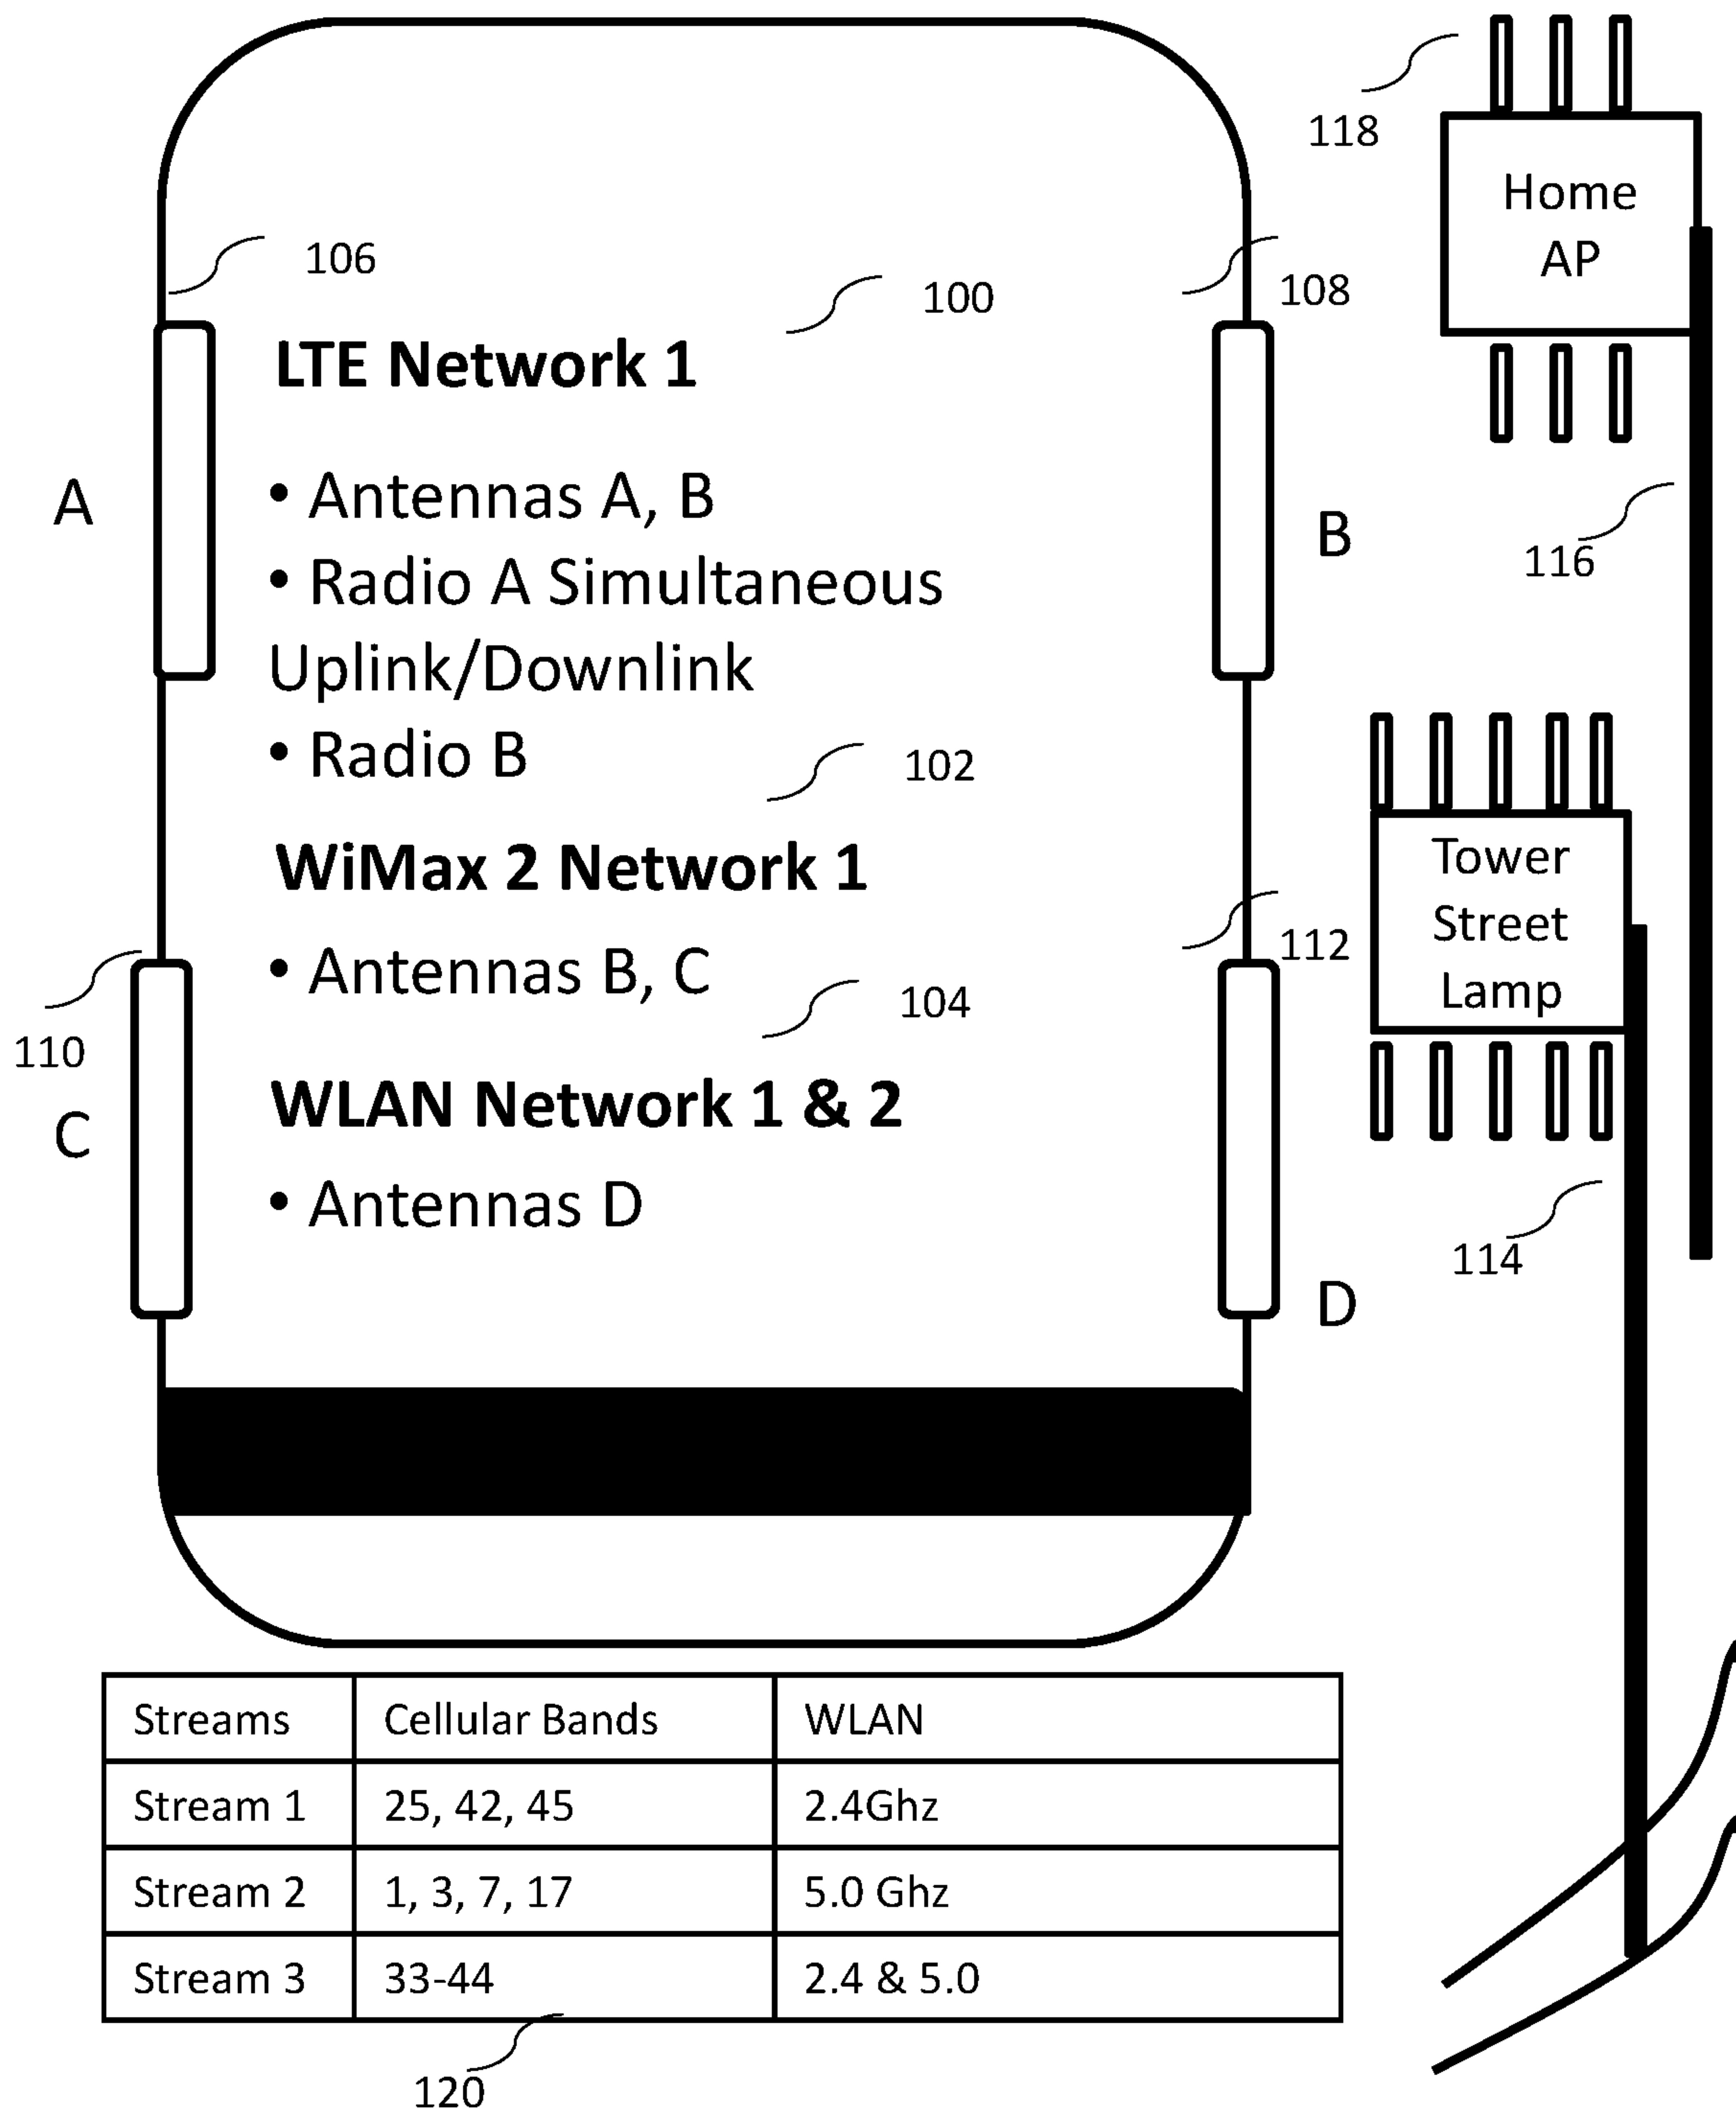 118
Home
AP
106
100
108
LTE Network 1
A
• Antennas A, B
B
• Radio A Simultaneous
Uplink/Downlink
116
• Radio B
102
Tower
Street
Lamp
WiMax 2 Network 1
112
• Antennas B, C
104
110
C
WLAN Network 1 & 2
• Antennas D
114
D
Streams Cellular Bands WLAN
Stream 1 25, 42, 45 2.4Ghz
Stream 2 1, 3, 7, 17 5.0 Ghz
Stream 3 33-44 2.4 & 5.0
120